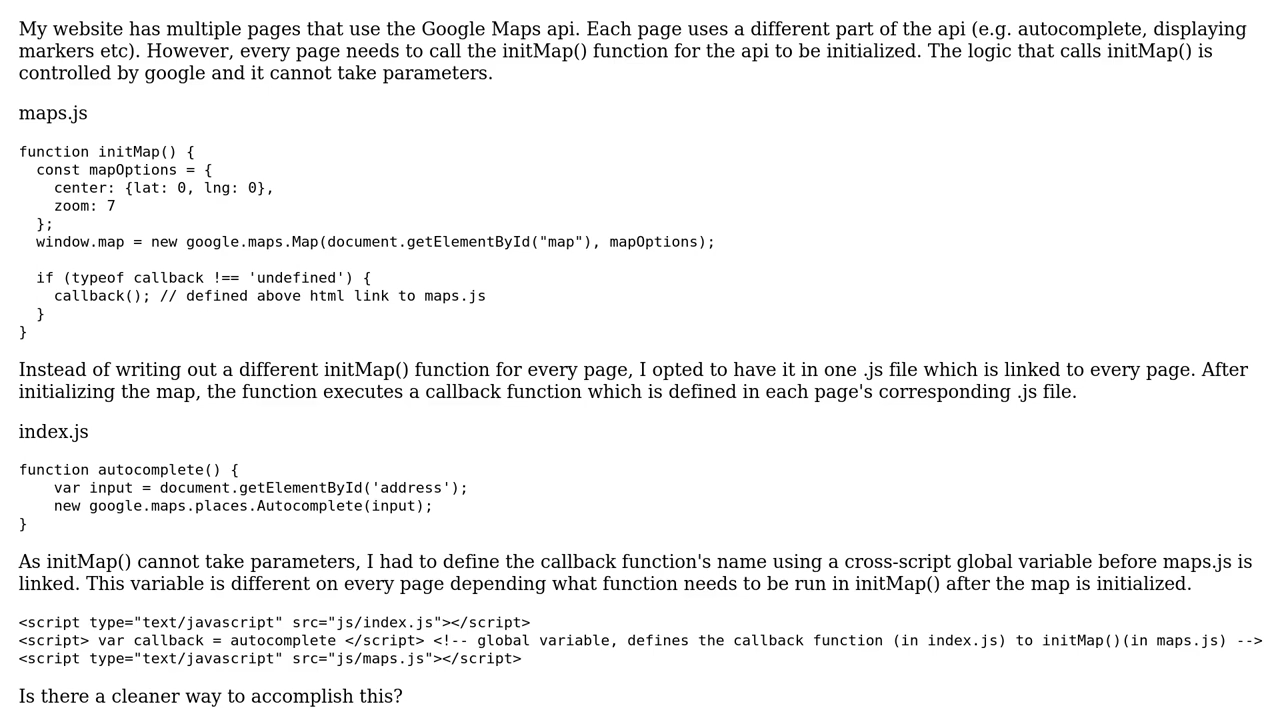 My website has multiple pages that use the Google Maps api. Each page uses a different part of the api (e.g. autocomplete, displaying
markers etc). However, every page needs to call the initMap() function for the api to be initialized. The logic that calls initMap() is
controlled by google and it cannot take parameters.
maps.js
function initMap() {
  const mapOptions = {
    center: {lat: 0, lng: 0},
    zoom: 7
  };
  window.map = new google.maps.Map(document.getElementById("map"), mapOptions);
  if (typeof callback !== 'undefined') {
    callback(); // defined above html link to maps.js
  }
}
Instead of writing out a different initMap() function for every page, I opted to have it in one .js file which is linked to every page. After
initializing the map, the function executes a callback function which is defined in each page's corresponding .js file.
index.js
function autocomplete() {
    var input = document.getElementById('address');
    new google.maps.places.Autocomplete(input);
}
As initMap() cannot take parameters, I had to define the callback function's name using a cross-script global variable before maps.js is
linked. This variable is different on every page depending what function needs to be run in initMap() after the map is initialized.
<script type="text/javascript" src="js/index.js"></script>
<script> var callback = autocomplete </script> <!-- global variable, defines the callback function (in index.js) to initMap()(in maps.js) -->
<script type="text/javascript" src="js/maps.js"></script>
Is there a cleaner way to accomplish this?